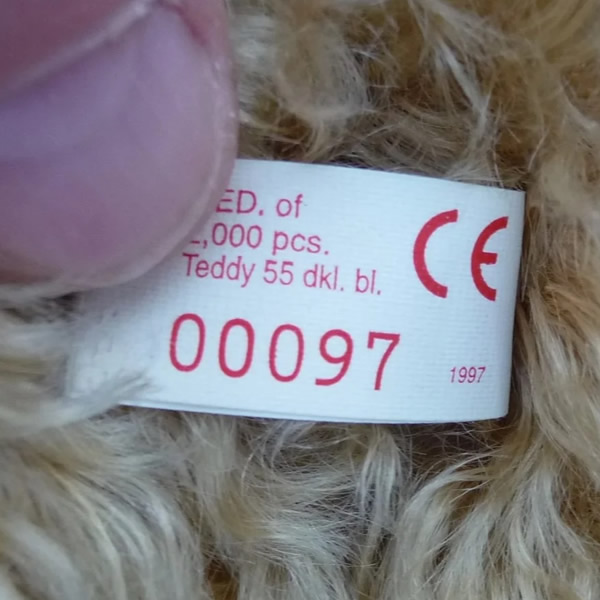 ED. of
,000 pcs.
Teddy 55 dkl. bl.
00097
CE
1997